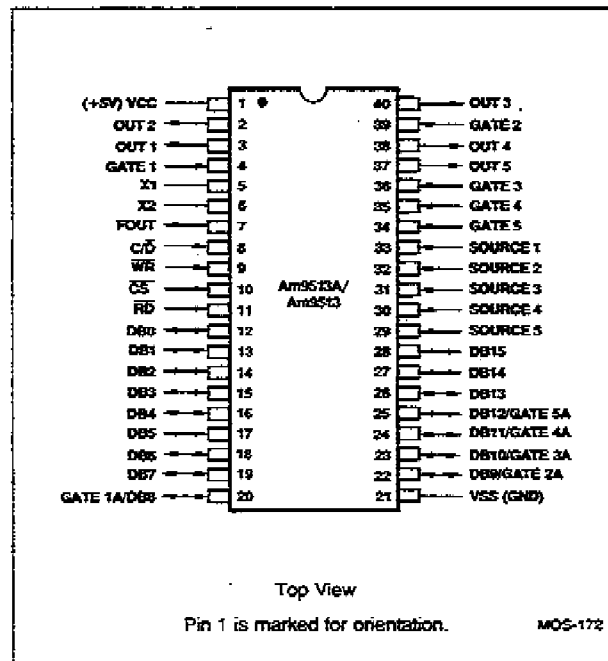 (+5V) VCC 1 40 OUT 3
OUT 2 2 39 GATE 2
OUT 1 3 38 OUT 4
GATE 1 4 37 OUT 5
X1 5 36 GATE 3
X2 6 35 GATE 4
FOUT 7 34 GATE 5
C/D̅ 8 33 SOURCE 1
W̅R̅ 9 32 SOURCE 2
C̅S̅ 10 31 SOURCE 3
R̅D̅ 11 30 SOURCE 4
DB0 12 29 SOURCE 5
DB1 13 28 DB15
DB2 14 27 DB14
DB3 15 26 DB13
DB4 16 25 DB12/GATE 5A
DB5 17 24 DB11/GATE 4A
DB6 18 23 DB10/GATE 3A
DB7 19 22 DB9/GATE 2A
GATE 1A/DB8 20 21 VSS (GND)
Am9513A/
Am9513
Top View
Pin 1 is marked for orientation.
MOS-172